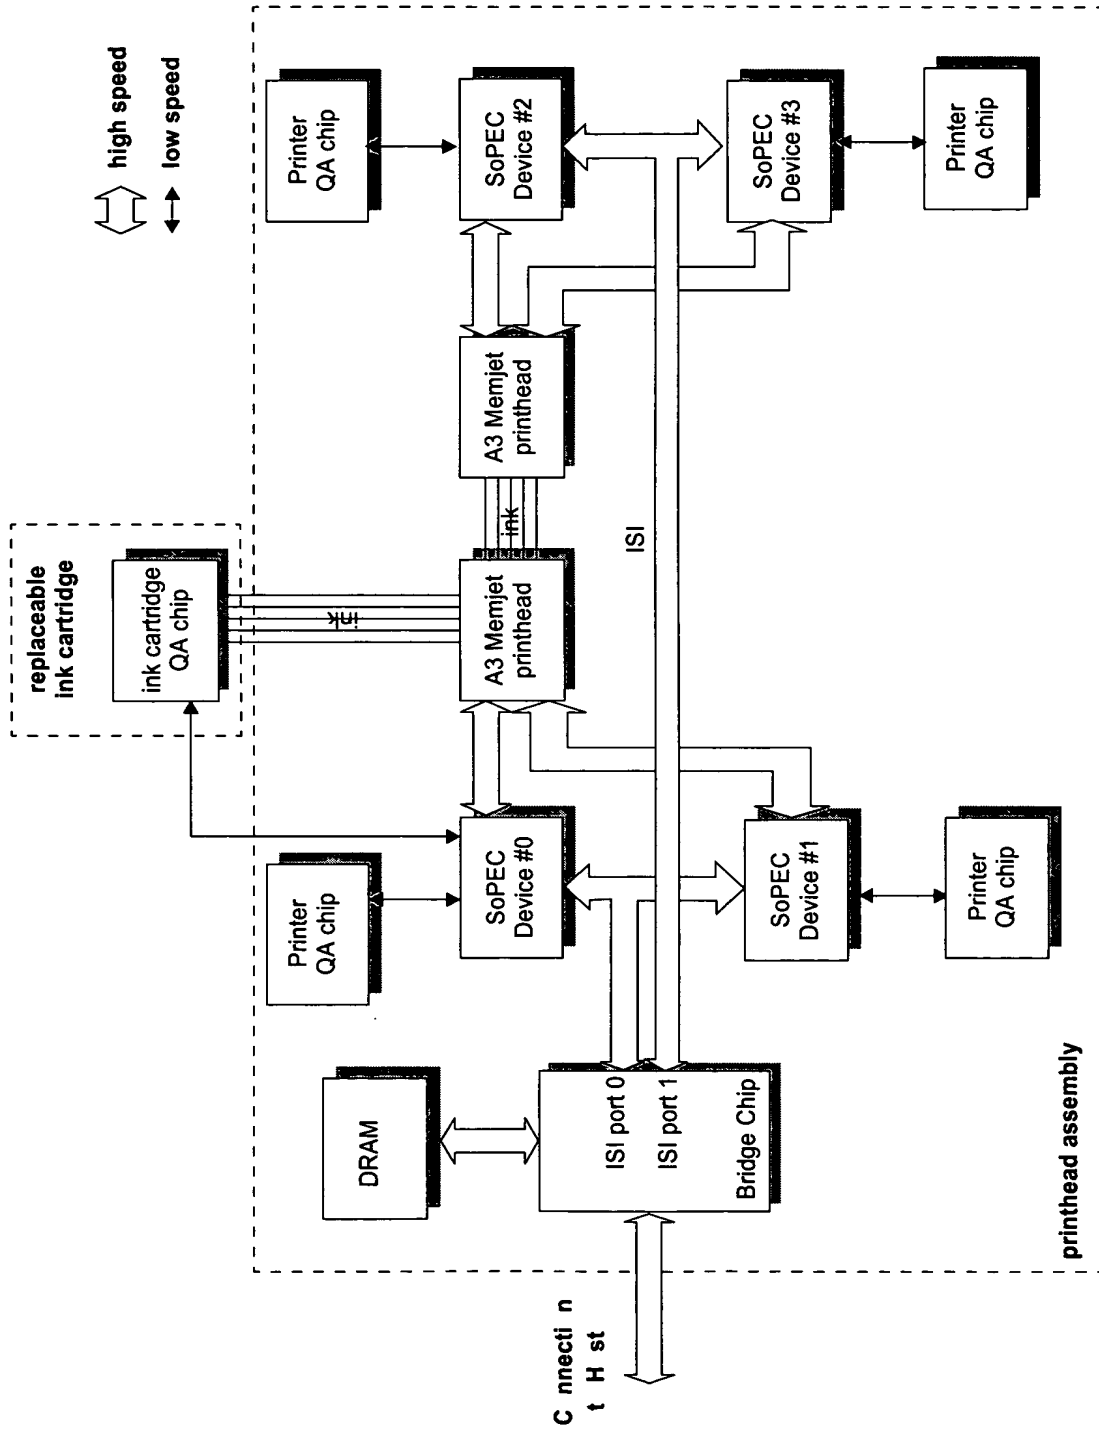 high speed
low speed
replaceable
ink cartridge
ink cartridge
QA chip
ink
Printer
QA chip
Printer
QA chip
DRAM
SoPEC
Device #0
A3 Memjet
printhead
ink
A3 Memjet
printhead
SoPEC
Device #2
C nnecti n
t H st
ISI port 0
ISI port 1
Bridge Chip
ISI
SoPEC
Device #1
SoPEC
Device #3
Printer
QA chip
Printer
QA chip
printhead assembly